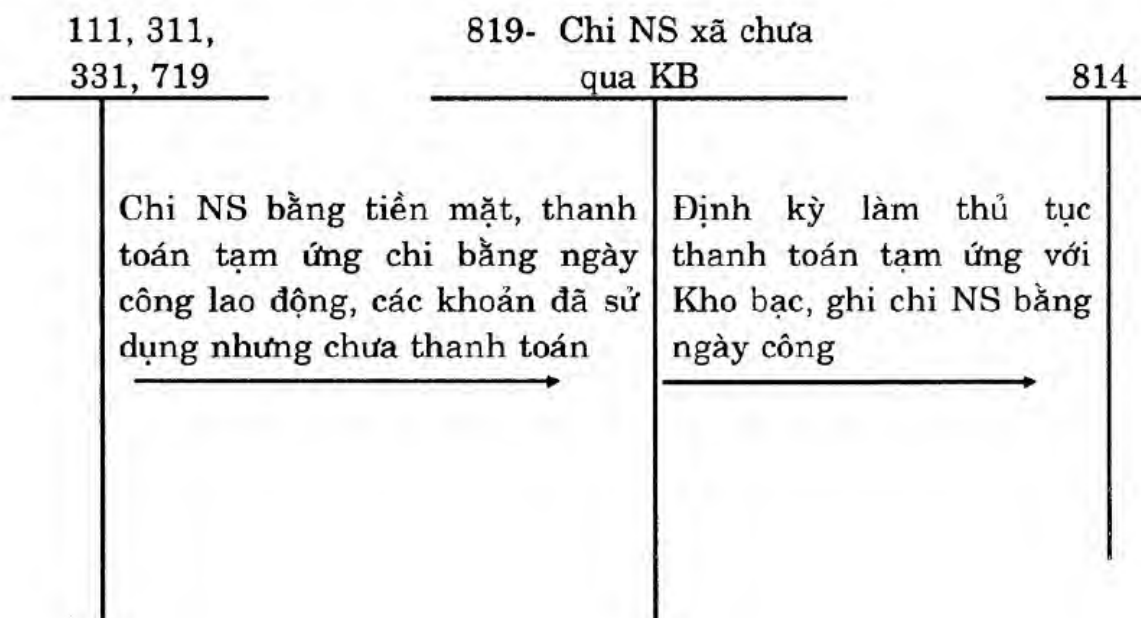 111, 311,
331, 719
819- Chi NS xã chưa
qua KB
814
Chi NS bằng tiền mặt, thanh
toán tạm ứng chi bằng ngày
công lao động, các khoản đã sử
dụng nhưng chưa thanh toán
Định kỳ làm thủ tục
thanh toán tạm ứng với
Kho bạc, ghi chi NS bằng
ngày công